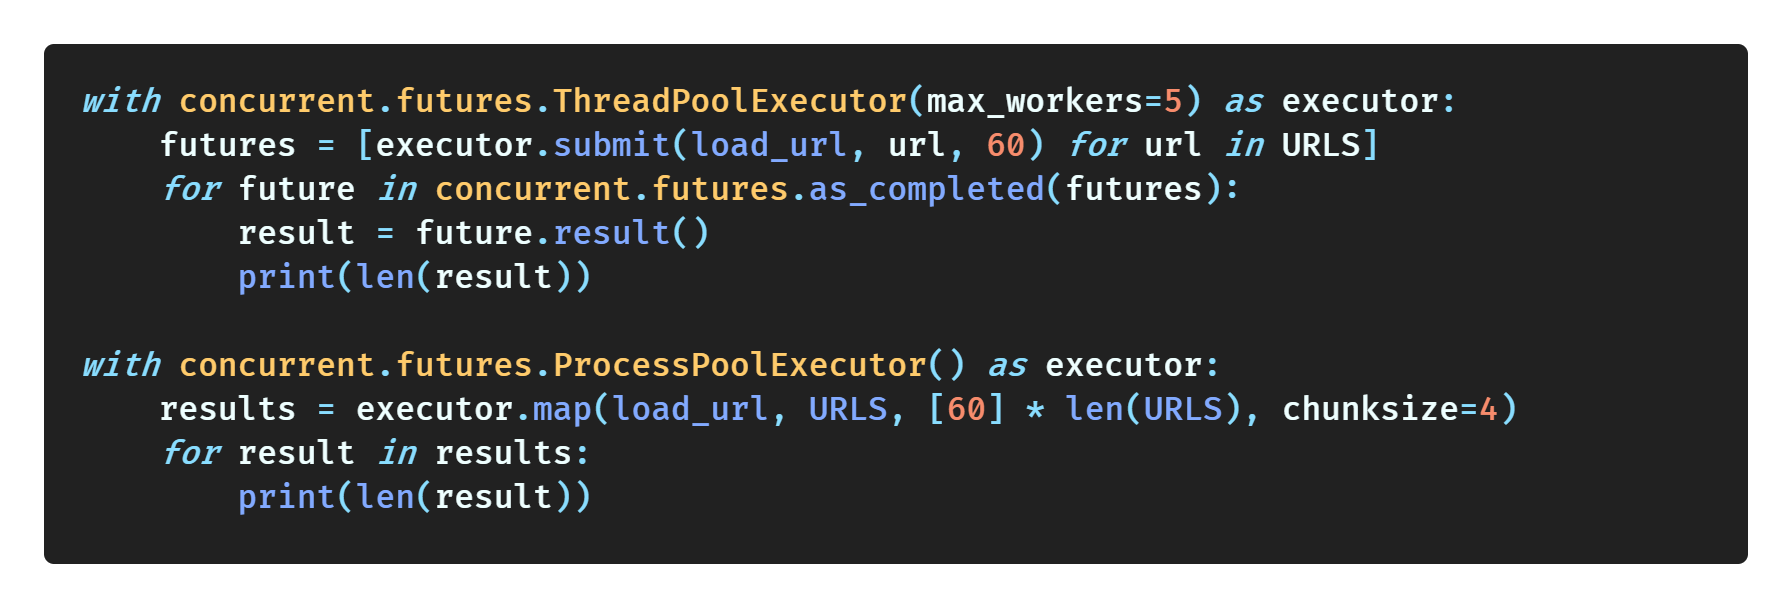 with concurrent.futures.ThreadPoolExecutor(max_workers=5) as executor:
    futures = [executor.submit(load_url, url, 60) for url in URLS]
    for future in concurrent.futures.as_completed(futures):
        result = future.result()
        print(len(result))

with concurrent.futures.ProcessPoolExecutor() as executor:
    results = executor.map(load_url, URLS, [60] * len(URLS), chunksize=4)
    for result in results:
        print(len(result))